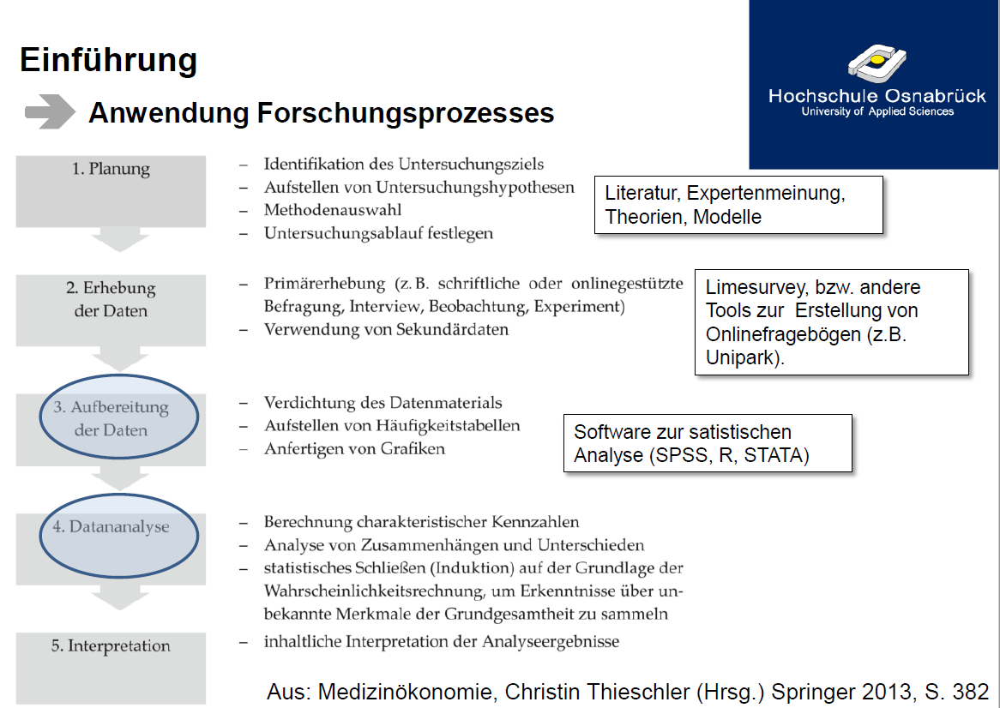 Einführung
Hochschule Osnabrück
University of Applied Sciences
Anwendung Forschungsprozesses
1. Planung
– Identifikation des Untersuchungsziels
– Aufstellen von Untersuchungshypothesen
– Methodenauswahl
– Untersuchungsablauf festlegen
Literatur, Expertenmeinung,
Theorien, Modelle
2. Erhebung
der Daten
– Primärerhebung (z. B. schriftliche oder onlinegestützte
Befragung, Interview, Beobachtung, Experiment)
– Verwendung von Sekundärdaten
Limesurvey, bzw. andere
Tools zur Erstellung von
Onlinefragebögen (z.B.
Unipark).
3. Aufbereitung
der Daten
– Verdichtung des Datenmaterials
– Aufstellen von Häufigkeitstabellen
– Anfertigen von Grafiken
Software zur satistischen
Analyse (SPSS, R, STATA)
4. Datananalyse
– Berechnung charakteristischer Kennzahlen
– Analyse von Zusammenhängen und Unterschieden
– statistisches Schließen (Induktion) auf der Grundlage der
Wahrscheinlichkeitsrechnung, um Erkenntnisse über un-
bekannte Merkmale der Grundgesamtheit zu sammeln
5. Interpretation
– inhaltliche Interpretation der Analyseergebnisse
Aus: Medizinökonomie, Christin Thieschler (Hrsg.) Springer 2013, S. 382